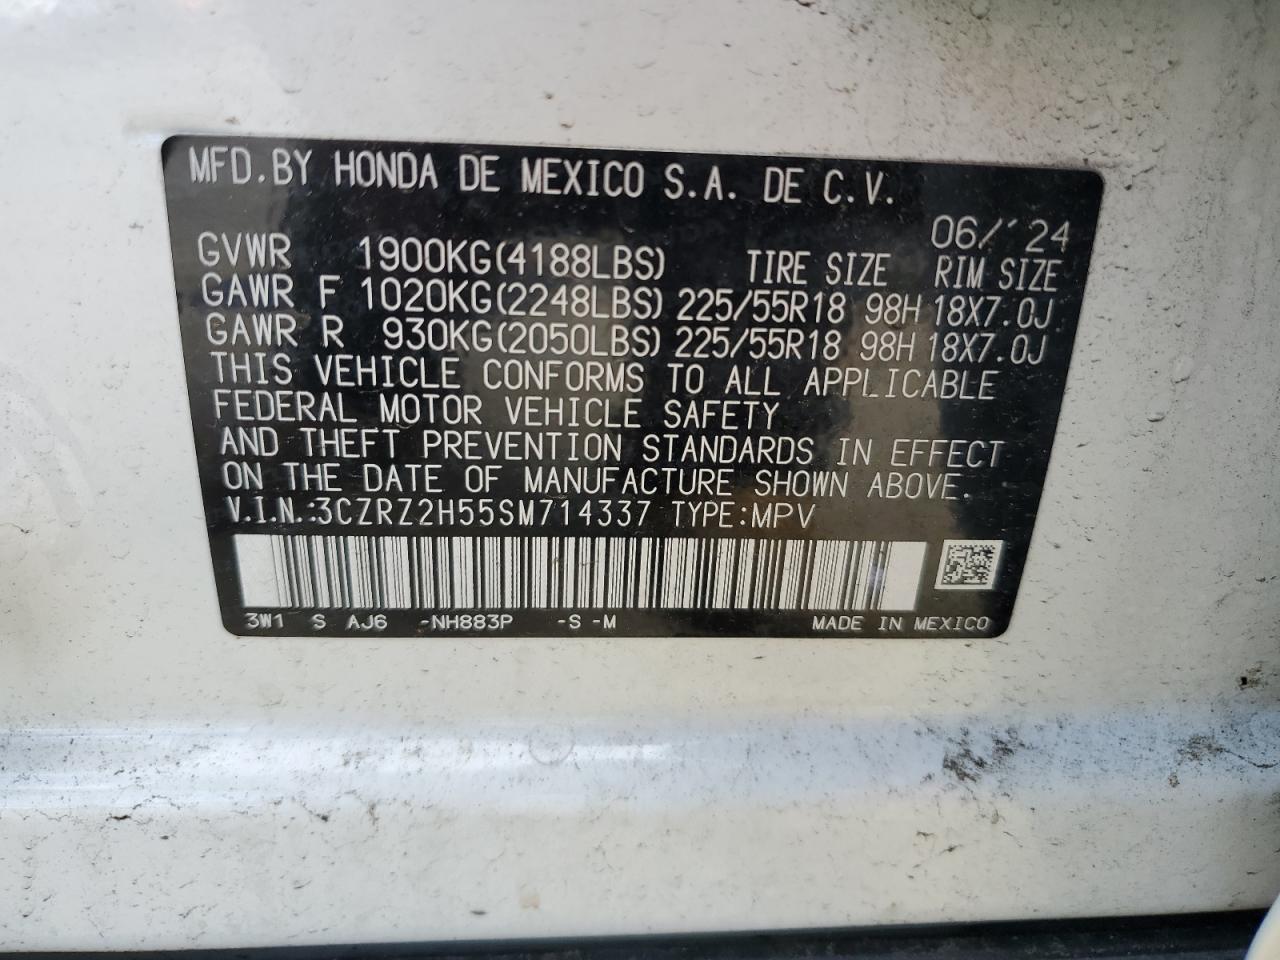 MFD.BY HONDA DE MEXICO S.A. DE C.V.
06/'24
GVWR 1900KG(4188LBS) TIRE SIZE RIM SIZE
GAWR F 1020KG(2248LBS) 225/55R18 98H 18X7.0J
GAWR R 930KG(2050LBS) 225/55R18 98H 18X7.0J
THIS VEHICLE CONFORMS TO ALL APPLICABLE
FEDERAL MOTOR VEHICLE SAFETY
AND THEFT PREVENTION STANDARDS IN EFFECT
ON THE DATE OF MANUFACTURE SHOWN ABOVE.
V.I.N.:3CZRZ2H55SM714337 TYPE:MPV
3W1 S AJ6 -NH883P -S -M MADE IN MEXICO